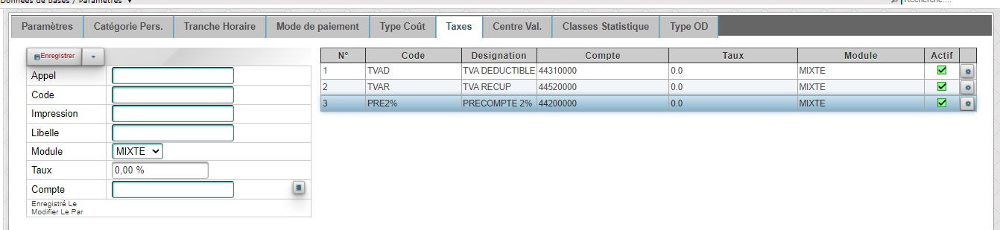 Données de bases / Paramètres ▼
Recherche....
Paramètres Catégorie Pers. Tranche Horaire Mode de paiement Type Coût Taxes Centre Val. Classes Statistique Type OD
Enregistrer
Appel
Code
Impression
Libelle
Module MIXTE
Taux 0,00 %
Compte
Enregistré Le
Modifier Le Par
N° Code Designation Compte Taux Module Actif
1 TVAD TVA DEDUCTIBLE 44310000 0.0 MIXTE
2 TVAR TVA RECUP 44520000 0.0 MIXTE
3 PRE2% PRECOMPTE 2% 44200000 0.0 MIXTE